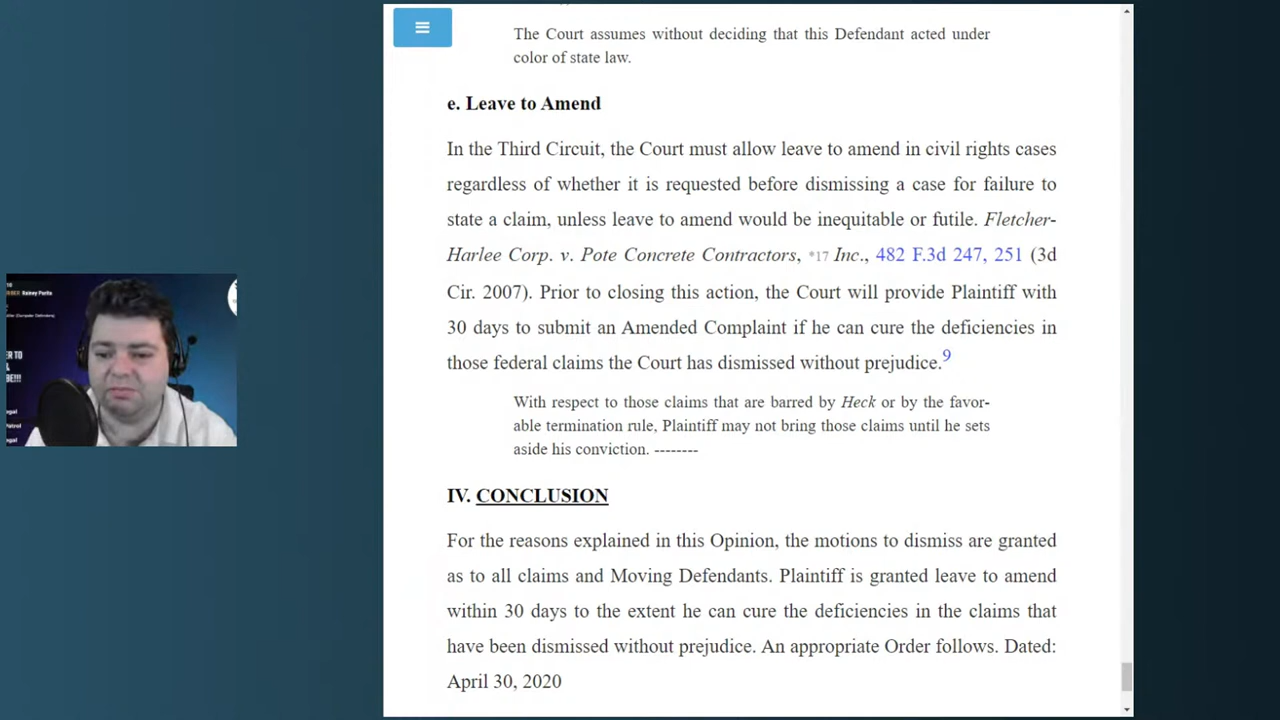 The Court assumes without deciding that this Defendant acted under
color of state law.
e. Leave to Amend
In the Third Circuit, the Court must allow leave to amend in civil rights cases
regardless of whether it is requested before dismissing a case for failure to
state a claim, unless leave to amend would be inequitable or futile. Fletcher-
Harlee Corp. v. Pote Concrete Contractors, *17 Inc., 482 F.3d 247, 251 (3d
Cir. 2007). Prior to closing this action, the Court will provide Plaintiff with
30 days to submit an Amended Complaint if he can cure the deficiencies in
those federal claims the Court has dismissed without prejudice.9
With respect to those claims that are barred by Heck or by the favor-
able termination rule, Plaintiff may not bring those claims until he sets
aside his conviction. --------
IV. CONCLUSION
For the reasons explained in this Opinion, the motions to dismiss are granted
as to all claims and Moving Defendants. Plaintiff is granted leave to amend
within 30 days to the extent he can cure the deficiencies in the claims that
have been dismissed without prejudice. An appropriate Order follows. Dated:
April 30, 2020
ER TO
&
BE!!!
egal
Patrol
egal